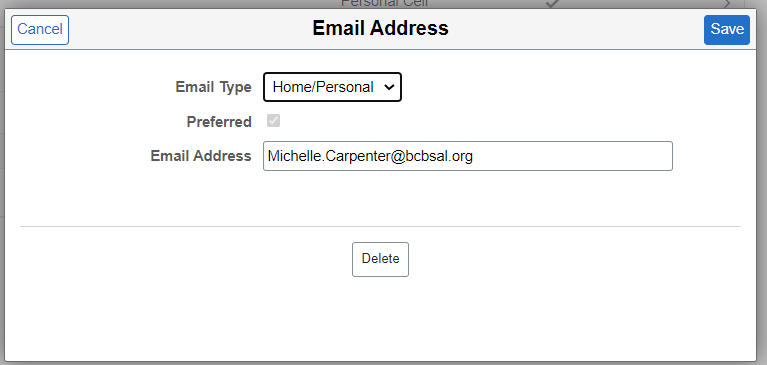 Personal Cell
Cancel
Email Address
Save
Email Type
Home/Personal
Preferred
Email Address
Michelle.Carpenter@bcbsal.org
Delete